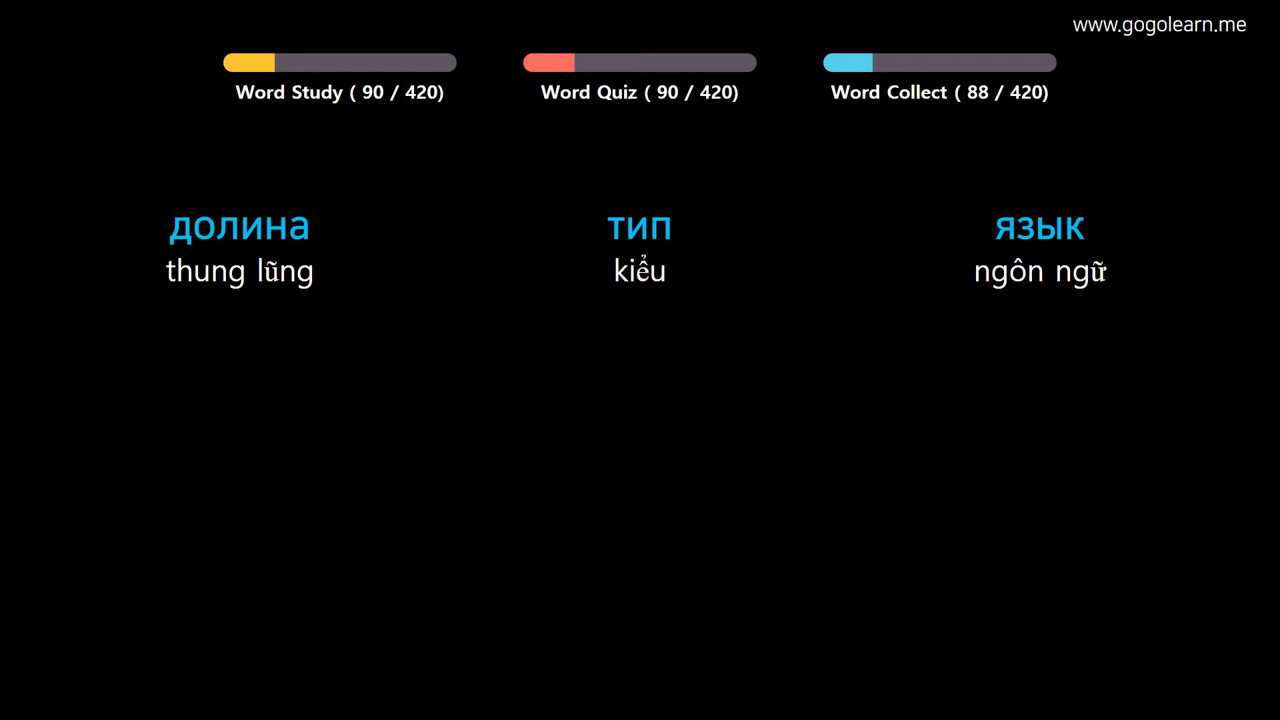 www.gogolearn.me
Word Study ( 90 / 420)
Word Quiz ( 90 / 420)
Word Collect ( 88 / 420)
долина
thung lũng
тип
kiểu
язык
ngôn ngữ